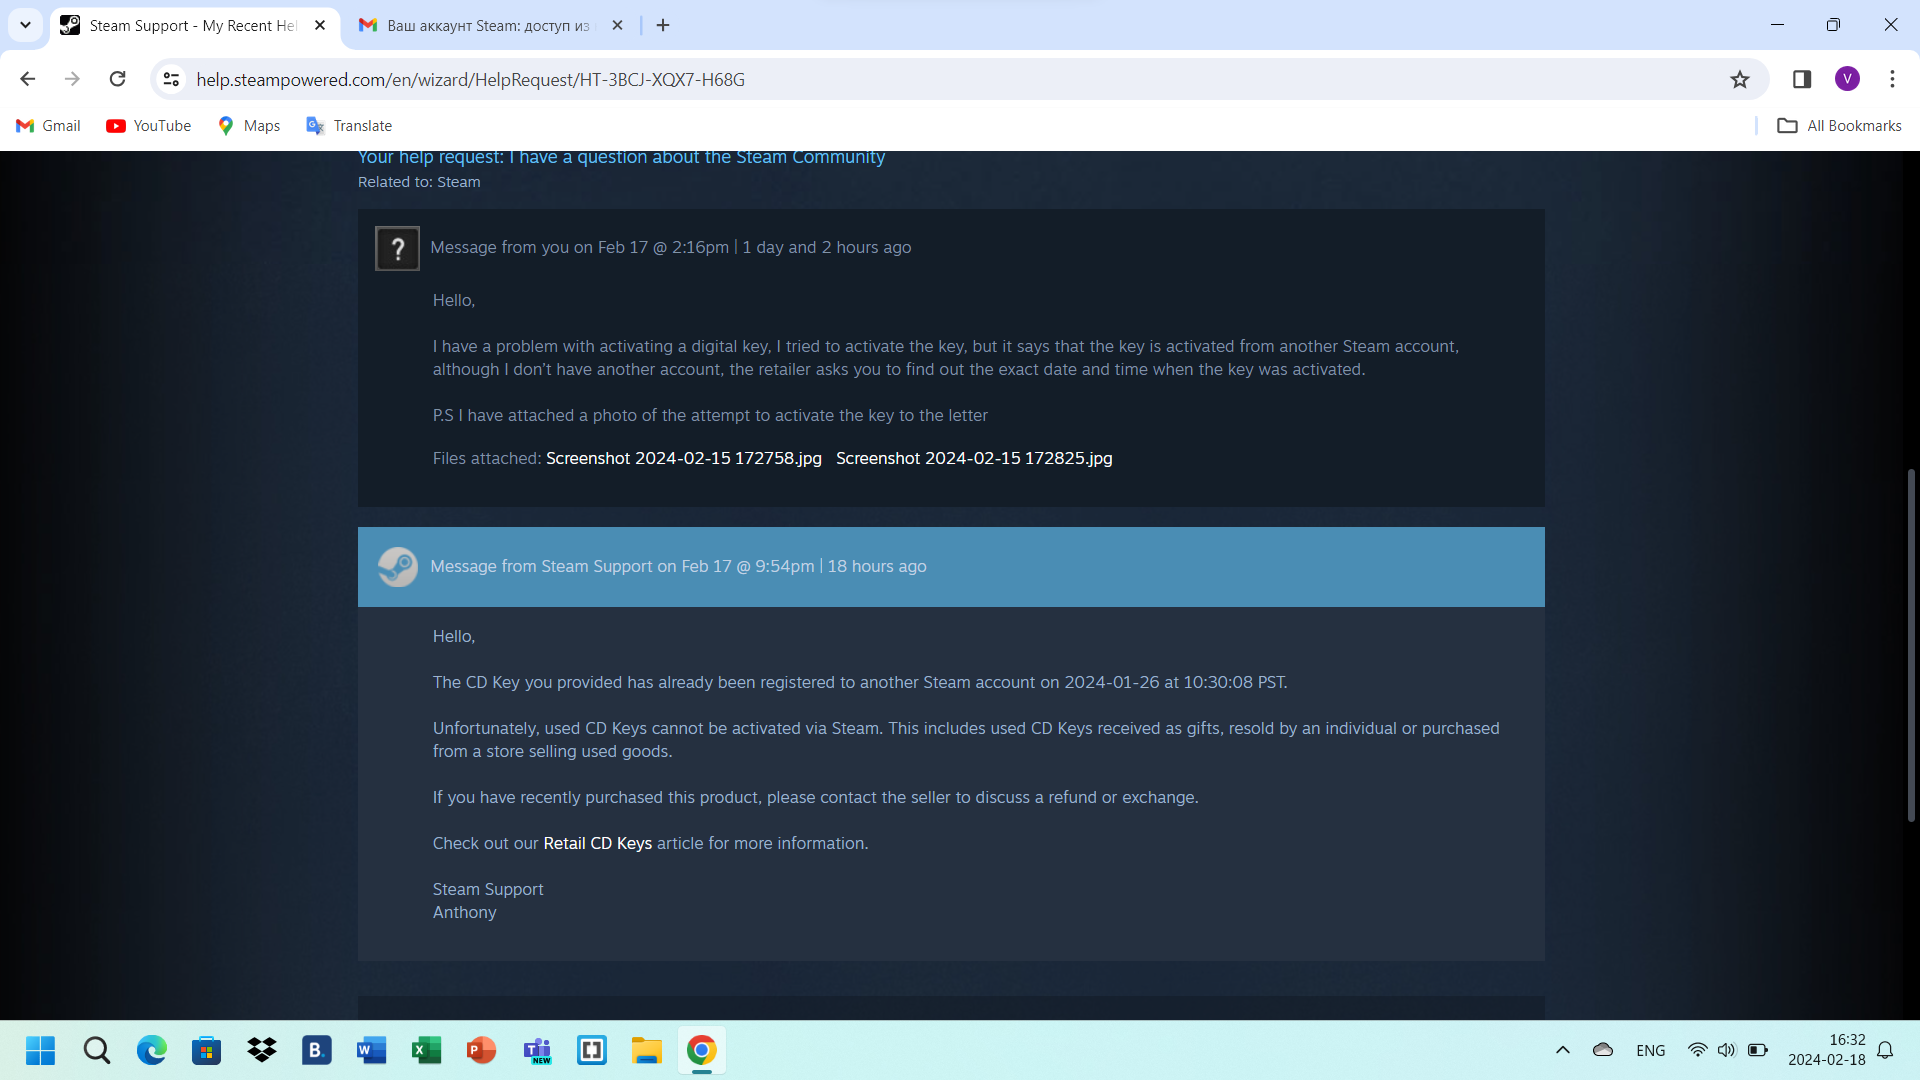 Steam Support - My Recent Hel
Ваш аккаунт Steam: доступ из
help.steampowered.com/en/wizard/HelpRequest/HT-3BCJ-XQX7-H68G
V
Gmail
YouTube
Maps
Translate
All Bookmarks
Your help request: I have a question about the Steam Community
Related to: Steam
?
Message from you on Feb 17 @ 2:16pm | 1 day and 2 hours ago
Hello,
I have a problem with activating a digital key, I tried to activate the key, but it says that the key is activated from another Steam account,
although I don't have another account, the retailer asks you to find out the exact date and time when the key was activated.
P.S I have attached a photo of the attempt to activate the key to the letter
Files attached: Screenshot 2024-02-15 172758.jpg Screenshot 2024-02-15 172825.jpg
Message from Steam Support on Feb 17 @ 9:54pm | 18 hours ago
Hello,
The CD Key you provided has already been registered to another Steam account on 2024-01-26 at 10:30:08 PST.
Unfortunately, used CD Keys cannot be activated via Steam. This includes used CD Keys received as gifts, resold by an individual or purchased
from a store selling used goods.
If you have recently purchased this product, please contact the seller to discuss a refund or exchange.
Check out our Retail CD Keys article for more information.
Steam Support
Anthony
B.
W
X
P
NEW
ENG
16:32
2024-02-18